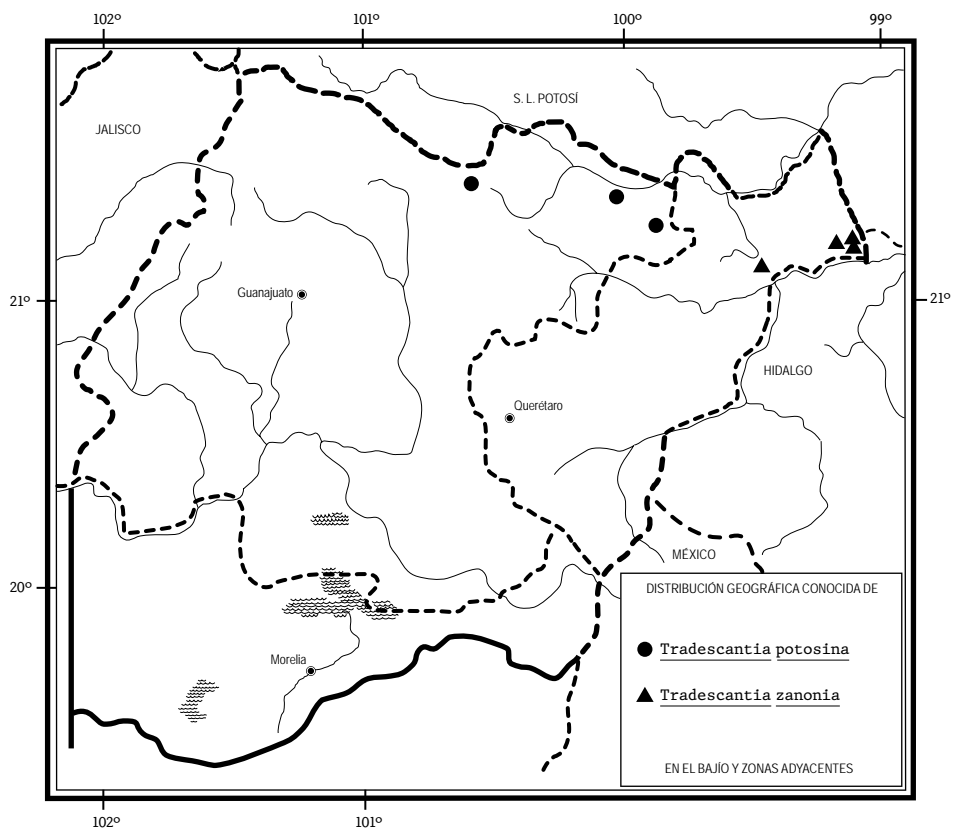 102º 101º 100º 99º
S. L. POTOSÍ
JALISCO
Guanajuato
21º 21º
HIDALGO
Querétaro
MÉXICO
20º
DISTRIBUCIÓN GEOGRÁFICA CONOCIDA DE
Tradescantia potosina
Morelia
Tradescantia zanonia
EN EL BAJÍO Y ZONAS ADYACENTES
102º 101º